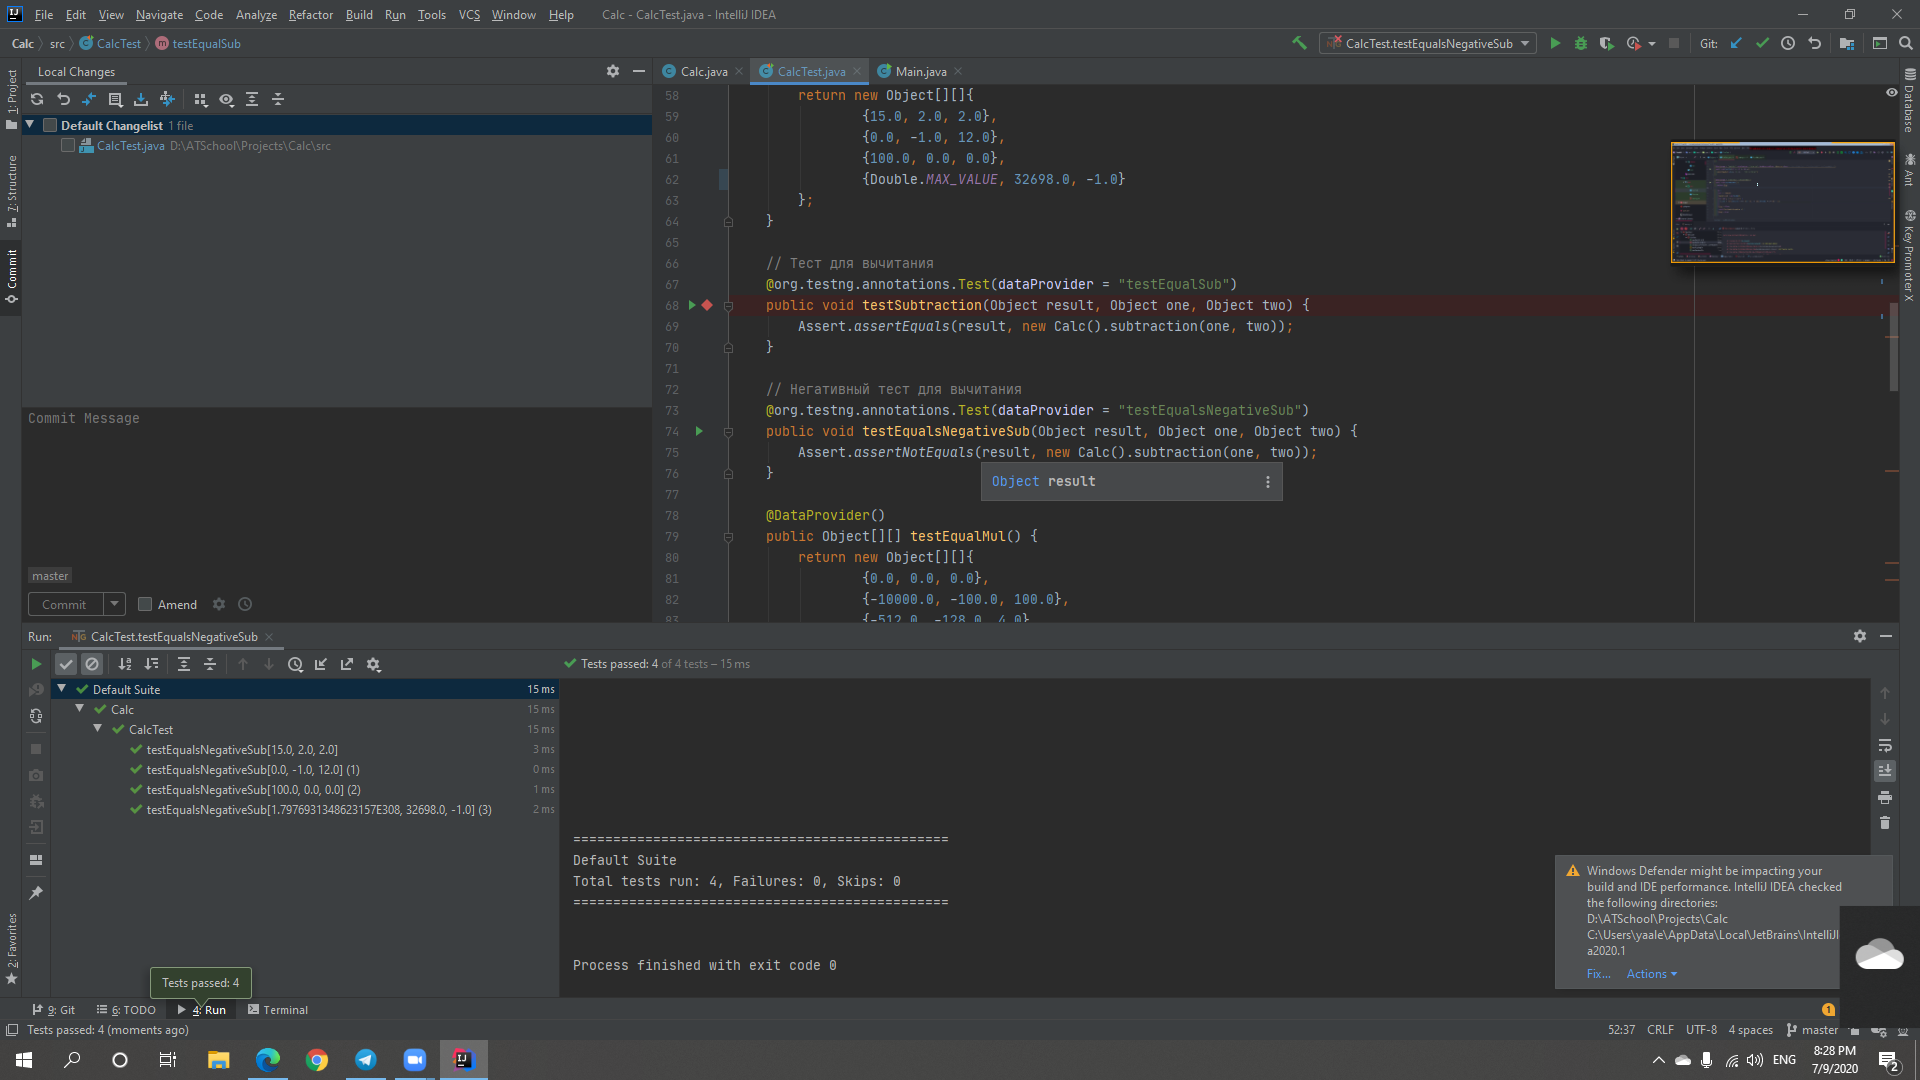 File Edit View Navigate Code Analyze Refactor Build Run Tools VCS Window Help Calc - CalcTest.java - IntelliJ IDEA
Calc src CalcTest testEqualSub CalcTest.testEqualsNegativeSub Git:
Local Changes
Calc.java CalcTest.java Main.java
Default Changelist 1 file
CalcTest.java D:\ATSchool\Projects\Calc\src
Commit Message
master
Commit Amend
1: Project
7: Structure
Commit
2: Favorites
Database
Ant
Key Promoter X
58 return new Object[][]{
59 {15.0, 2.0, 2.0},
60 {0.0, -1.0, 12.0},
61 {100.0, 0.0, 0.0},
62 {Double.MAX_VALUE, 32698.0, -1.0}
63 };
64 }
65
66 // Тест для вычитания
67 @org.testng.annotations.Test(dataProvider = "testEqualSub")
68 public void testSubtraction(Object result, Object one, Object two) {
69 Assert.assertEquals(result, new Calc().subtraction(one, two));
70 }
71
72 // Негативный тест для вычитания
73 @org.testng.annotations.Test(dataProvider = "testEqualsNegativeSub")
74 public void testEqualsNegativeSub(Object result, Object one, Object two) {
75 Assert.assertNotEquals(result, new Calc().subtraction(one, two));
76 }
Object result
77
78 @DataProvider()
79 public Object[][] testEqualMul() {
80 return new Object[][]{
81 {0.0, 0.0, 0.0},
82 {-10000.0, -100.0, 100.0},
83 {-512.0, -128.0, 4.0}
Run: CalcTest.testEqualsNegativeSub
Tests passed: 4 of 4 tests – 15 ms
Default Suite 15 ms
Calc 15 ms
CalcTest 15 ms
testEqualsNegativeSub[15.0, 2.0, 2.0] 3 ms
testEqualsNegativeSub[0.0, -1.0, 12.0] (1) 0 ms
testEqualsNegativeSub[100.0, 0.0, 0.0] (2) 1 ms
testEqualsNegativeSub[1.7976931348623157E308, 32698.0, -1.0] (3) 2 ms
===============================================
Default Suite
Total tests run: 4, Failures: 0, Skips: 0
===============================================
Process finished with exit code 0
Windows Defender might be impacting your
build and IDE performance. IntelliJ IDEA checked
the following directories:
D:\ATSchool\Projects\Calc
C:\Users\yaale\AppData\Local\JetBrains\IntelliJI
a2020.1
Fix... Actions
Tests passed: 4
9: Git 6: TODO 4: Run Terminal 1
Tests passed: 4 (moments ago) 52:37 CRLF UTF-8 4 spaces master
ENG 8:28 PM
7/9/2020 2